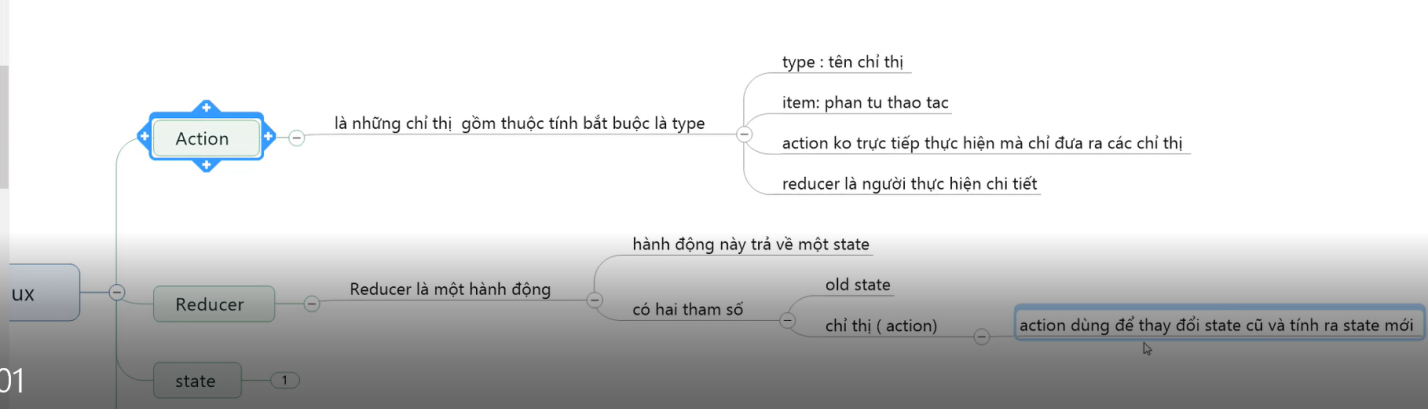 type : tên chỉ thị
item: phan tu thao tac
Action
là những chỉ thị gồm thuộc tính bắt buộc là type
action ko trực tiếp thực hiện mà chỉ đưa ra các chỉ thị
reducer là người thực hiện chi tiết
ux
Reducer
Reducer là một hành động
hành động này trả về một state
có hai tham số
old state
chỉ thị ( action)
action dùng để thay đổi state cũ và tính ra state mới
state
1
01